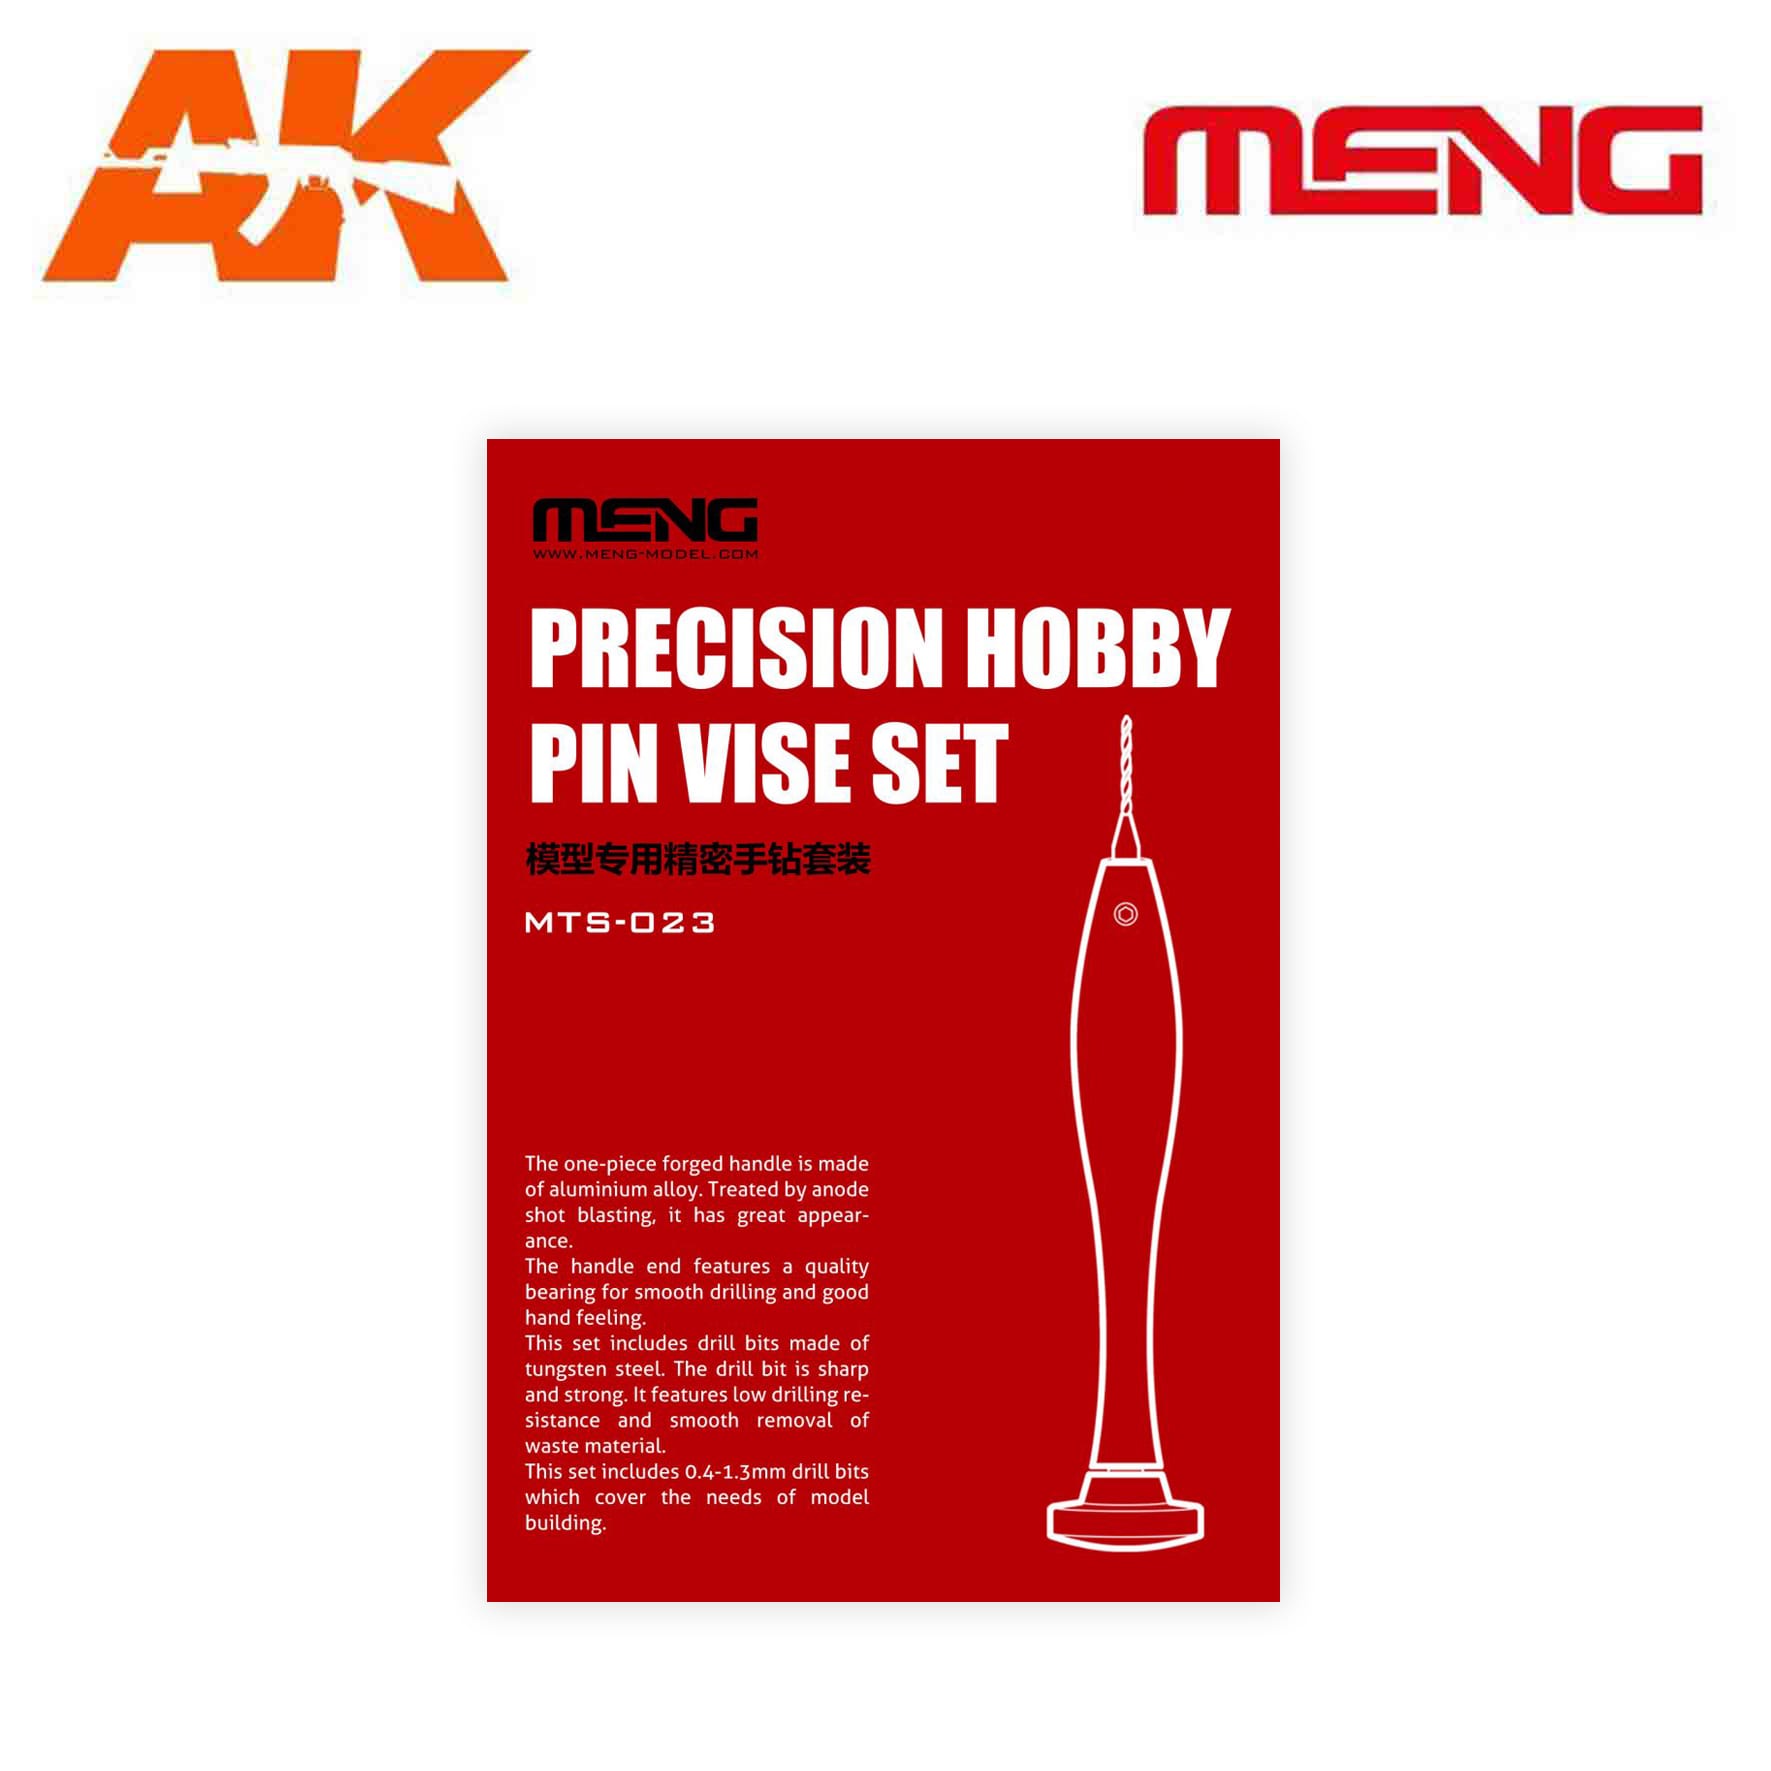 AK
MENG
MENG
WWW.MENG-MODEL.COM
PRECISION HOBBY
PIN VISE SET
模型专用精密手钻套装
MTS-023
The one-piece forged handle is made
of aluminium alloy. Treated by anode
shot blasting, it has great appear-
ance.
The handle end features a quality
bearing for smooth drilling and good
hand feeling.
This set includes drill bits made of
tungsten steel. The drill bit is sharp
and strong. It features low drilling re-
sistance and smooth removal of
waste material.
This set includes 0.4-1.3mm drill bits
which cover the needs of model
building.